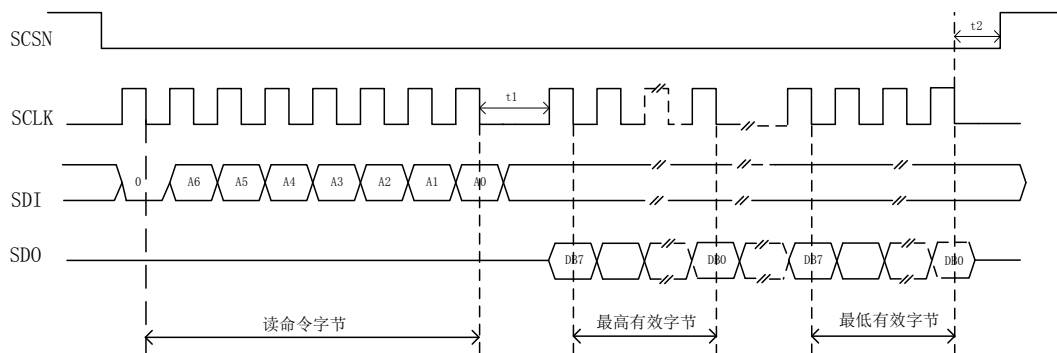 SCSN
t2
SCLK
t1
SDI
0 A6 A5 A4 A3 A2 A1 A0
SDO
DB7 DB0 DB7 DB0
读命令字节
最高有效字节
最低有效字节